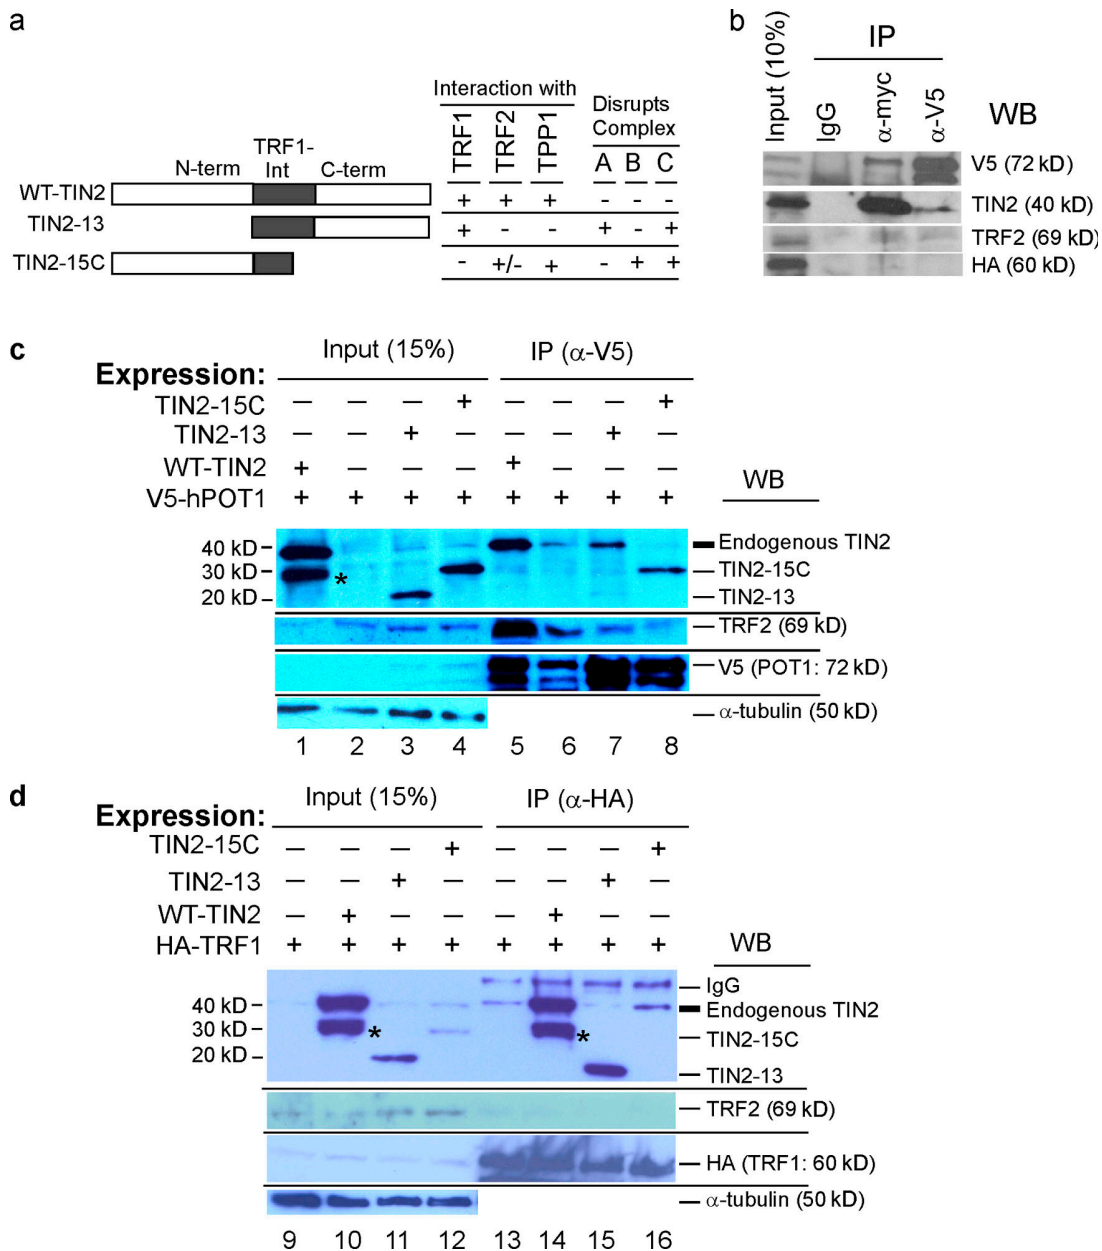 a
Interaction with
Disrupts
Complex
TRF1 TRF2 TPP1 A B C
N-term TRF1-Int C-term
WT-TIN2 + + + - - -
TIN2-13 + - - + - +
TIN2-15C - +/- + - + +
b
IP
Input (10%) IgG α-myc α-V5 WB
V5 (72 kD)
TIN2 (40 kD)
TRF2 (69 kD)
HA (60 kD)
c
Input (15%) IP (α-V5)
Expression:
TIN2-15C — — — + — — — +
TIN2-13 — — + — — — + —
WT-TIN2 + — — — + — — —
V5-hPOT1 + + + + + + + +
WB
40 kD Endogenous TIN2
30 kD * TIN2-15C
20 kD TIN2-13
TRF2 (69 kD)
V5 (POT1: 72 kD)
α-tubulin (50 kD)
1 2 3 4 5 6 7 8
d
Input (15%) IP (α-HA)
Expression:
TIN2-15C — — — + — — — +
TIN2-13 — — + — — — + —
WT-TIN2 — + — — — + — —
HA-TRF1 + + + + + + + +
WB
IgG
40 kD Endogenous TIN2
30 kD * * TIN2-15C
20 kD TIN2-13
TRF2 (69 kD)
HA (TRF1: 60 kD)
α-tubulin (50 kD)
9 10 11 12 13 14 15 16